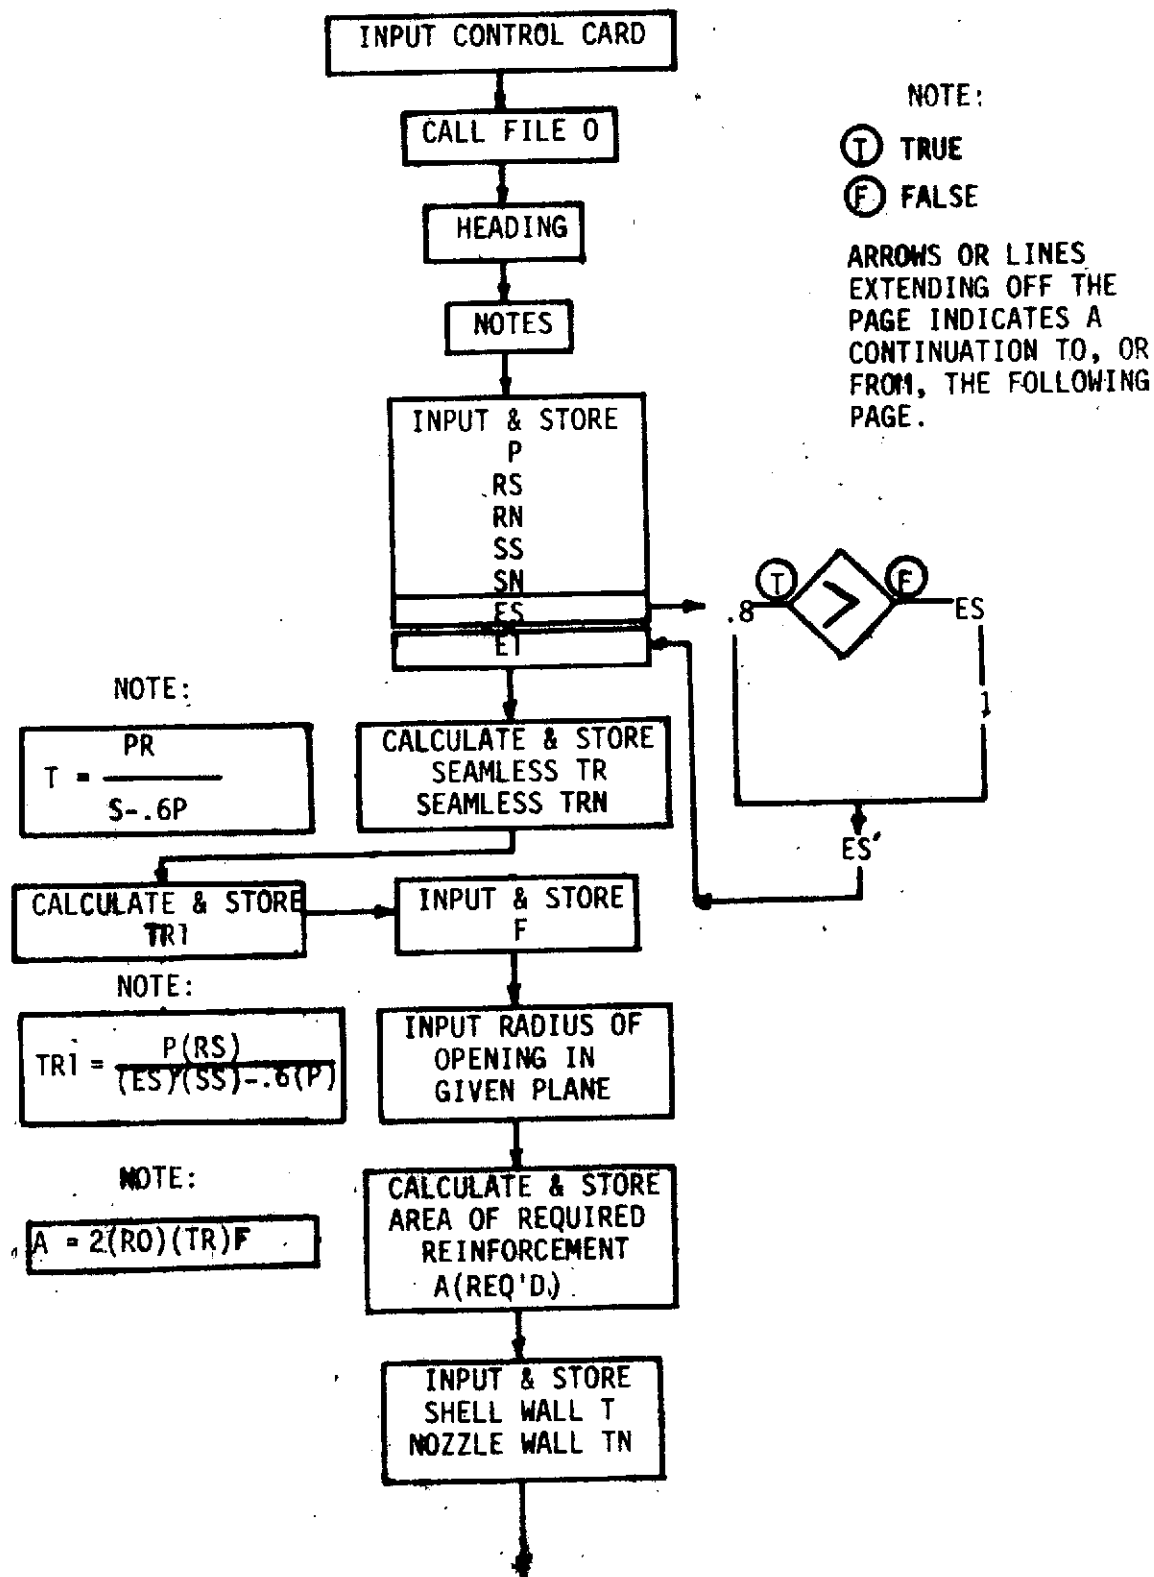 INPUT CONTROL CARD
CALL FILE 0
HEADING
NOTES
NOTE:
T TRUE
F FALSE
ARROWS OR LINES
EXTENDING OFF THE
PAGE INDICATES A
CONTINUATION TO, OR
FROM, THE FOLLOWING
PAGE.
INPUT & STORE
P
RS
RN
SS
SN
ES
E1
T
F
.8
>
ES
1
ES'
NOTE:
PR
T = 
S-.6P
CALCULATE & STORE
SEAMLESS TR
SEAMLESS TRN
CALCULATE & STORE
TR1
INPUT & STORE
F
NOTE:
P(RS)
TR1 =
(ES)'(SS)-.6(P)
INPUT RADIUS OF
OPENING IN
GIVEN PLANE
NOTE:
A = 2(RO)(TR)F
CALCULATE & STORE
AREA OF REQUIRED
REINFORCEMENT
A(REQ'D.)
INPUT & STORE
SHELL WALL T
NOZZLE WALL TN